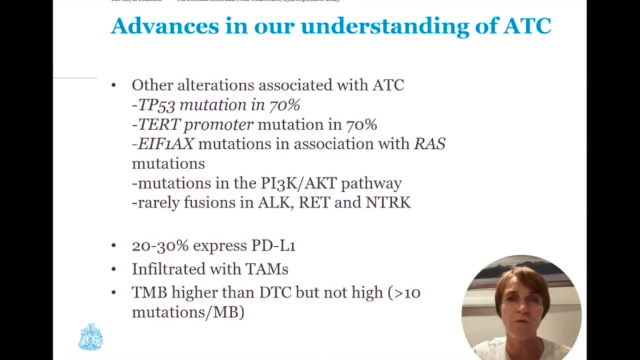 Advances in our understanding of ATC
• Other alterations associated with ATC
-TP53 mutation in 70%
-TERT promoter mutation in 70%
-EIF1AX mutations in association with RAS
mutations
-mutations in the PI3K/AKT pathway
-rarely fusions in ALK, RET and NTRK
• 20-30% express PD-L1
• Infiltrated with TAMs
• TMB higher than DTC but not high (>10
mutations/MB)